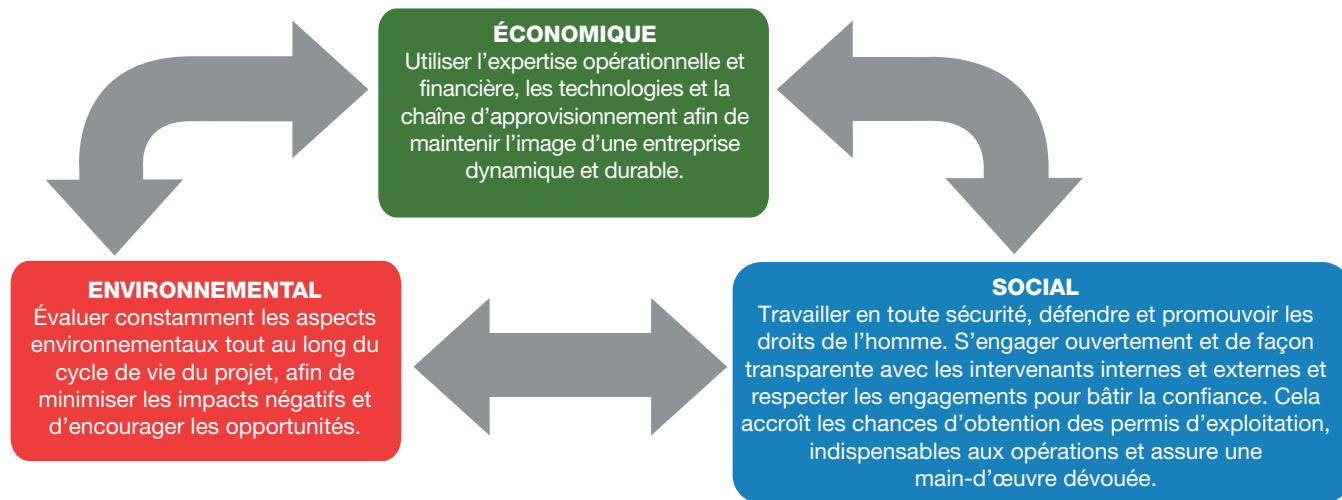 ÉCONOMIQUE
Utiliser l’expertise opérationnelle et
financière, les technologies et la
chaîne d’approvisionnement afin de
maintenir l’image d’une entreprise
dynamique et durable.
ENVIRONNEMENTAL
Évaluer constamment les aspects
environnementaux tout au long du
cycle de vie du projet, afin de
minimiser les impacts négatifs et
d’encourager les opportunités.
SOCIAL
Travailler en toute sécurité, défendre et promouvoir les
droits de l’homme. S’engager ouvertement et de façon
transparente avec les intervenants internes et externes et
respecter les engagements pour bâtir la confiance. Cela
accroît les chances d’obtention des permis d’exploitation,
indispensables aux opérations et assure une
main-d’œuvre dévouée.